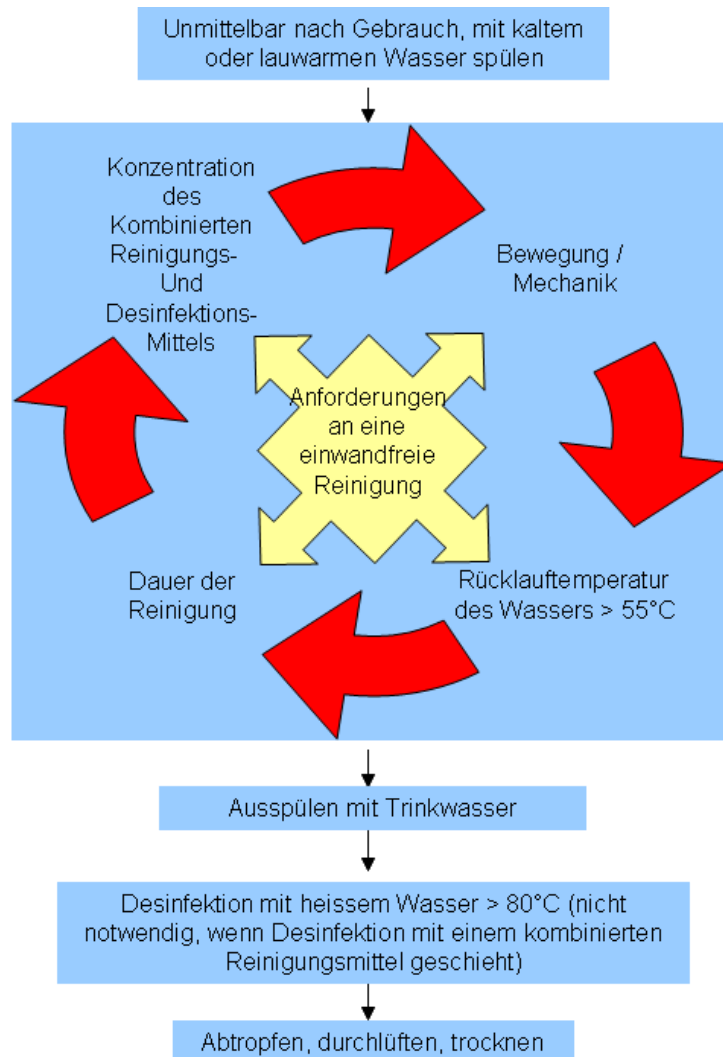 Unmittelbar nach Gebrauch, mit kaltem
oder lauwarmen Wasser spülen
Konzentration
des
Kombinierten
Reinigungs-
Und
Desinfektions-
Mittels
Bewegung /
Mechanik
Anforderungen
an eine
einwandfreie
Reinigung
Dauer der
Reinigung
Rücklauftemperatur
des Wassers > 55°C
Ausspülen mit Trinkwasser
Desinfektion mit heissem Wasser > 80°C (nicht
notwendig, wenn Desinfektion mit einem kombinierten
Reinigungsmittel geschieht)
Abtropfen, durchlüften, trocknen